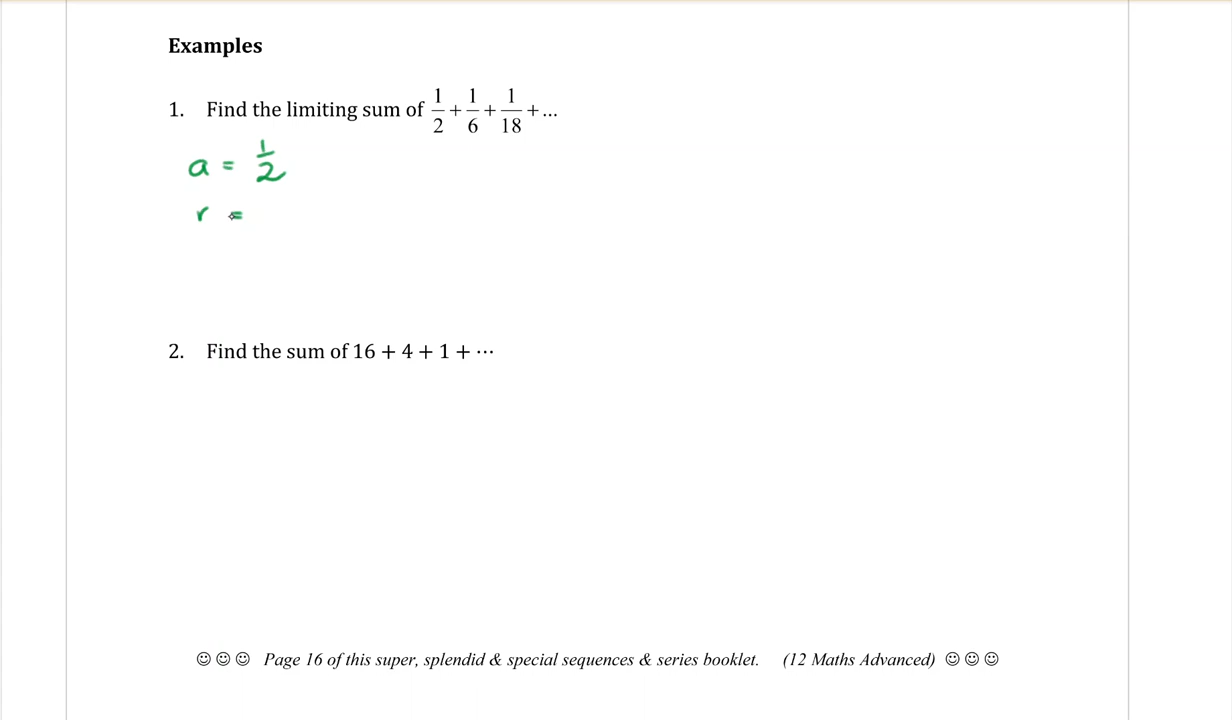 Examples
1. Find the limiting sum of 1/2 + 1/6 + 1/18 + ...
a = 1/2
r =
2. Find the sum of 16 + 4 + 1 + ⋯
☺ ☺ ☺ Page 16 of this super, splendid & special sequences & series booklet. (12 Maths Advanced) ☺ ☺ ☺